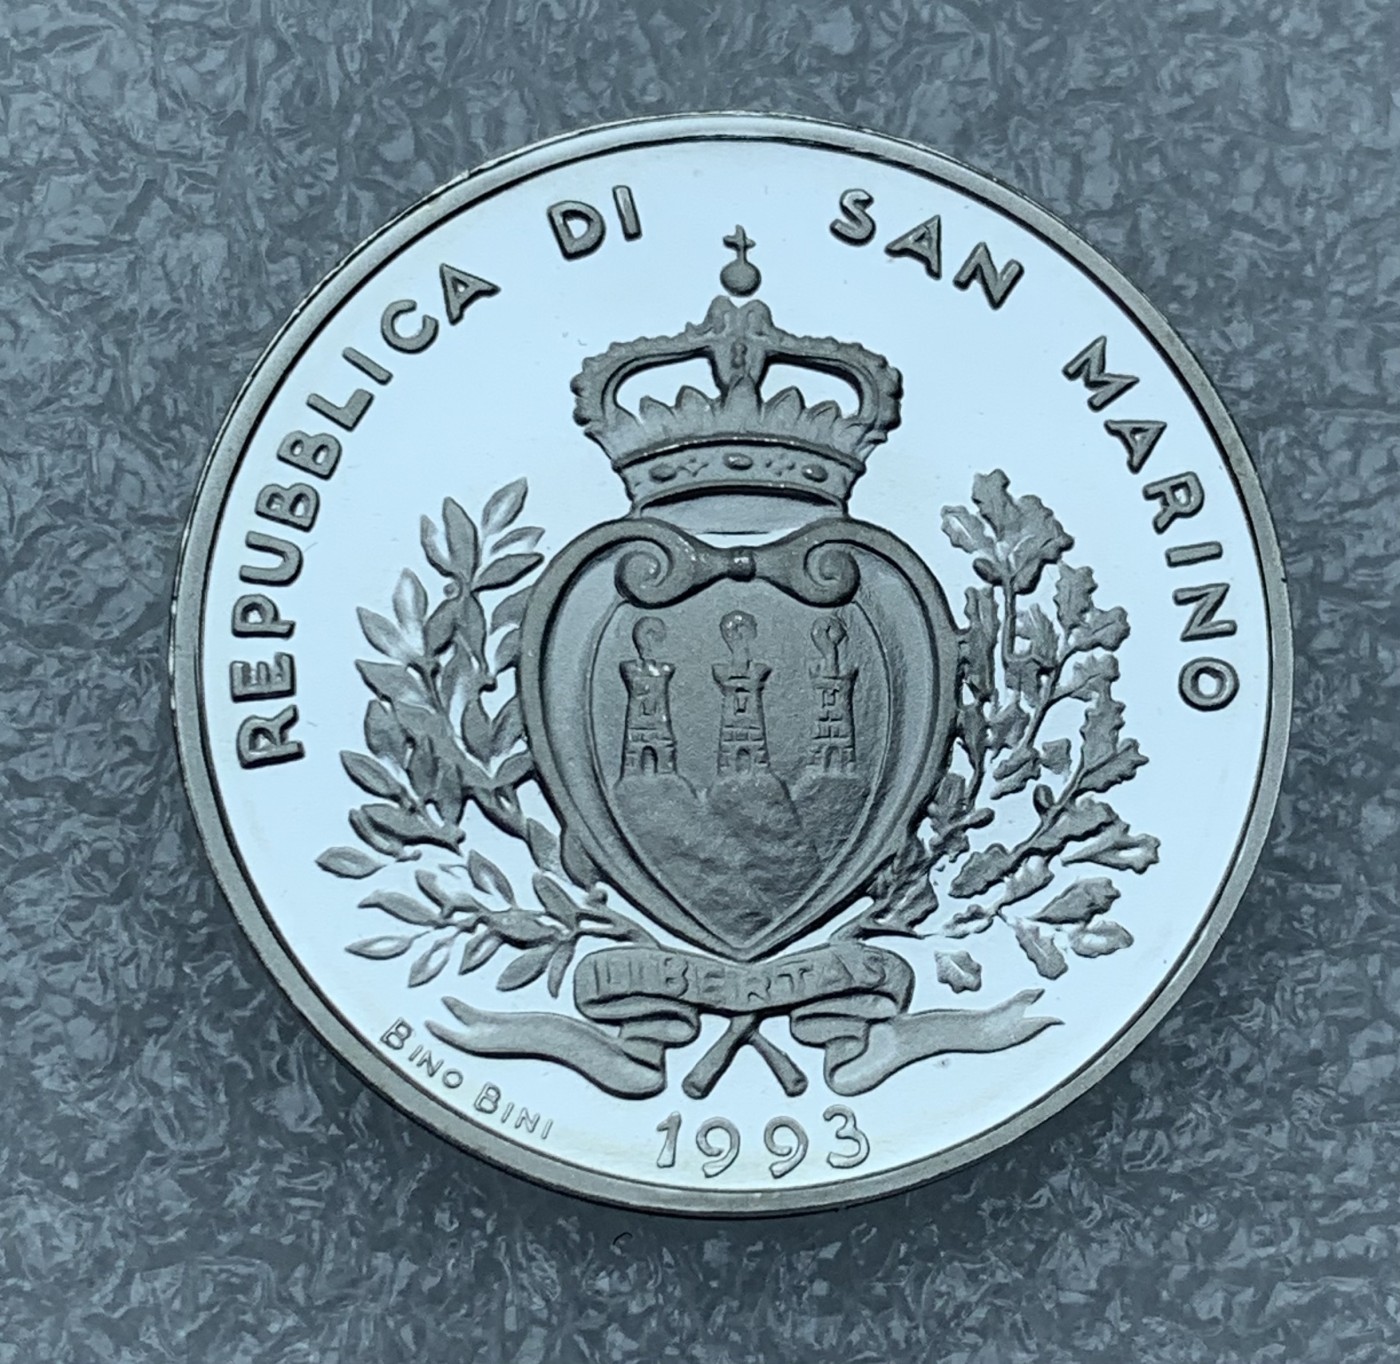 REPUBBLICA DI SAN MARINO
LIBERTAS
BINO BINI
1993